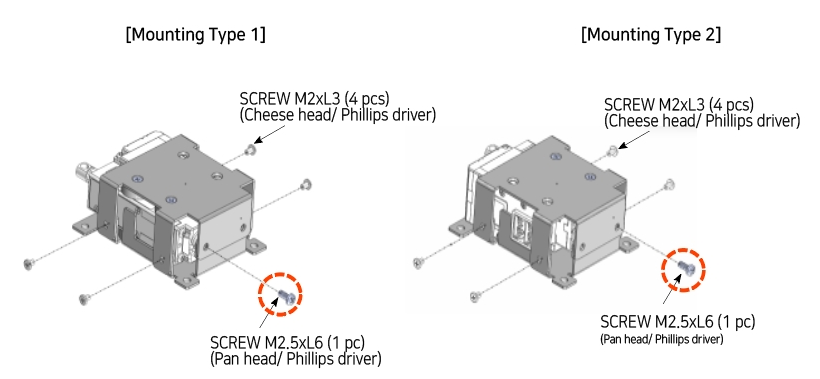 [Mounting Type 1]
[Mounting Type 2]
SCREW M2xL3 (4 pcs)
(Cheese head/ Phillips driver)
SCREW M2xL3 (4 pcs)
(Cheese head/ Phillips driver)
SCREW M2.5xL6 (1 pc)
(Pan head/ Phillips driver)
SCREW M2.5xL6 (1 pc)
(Pan head/ Phillips driver)